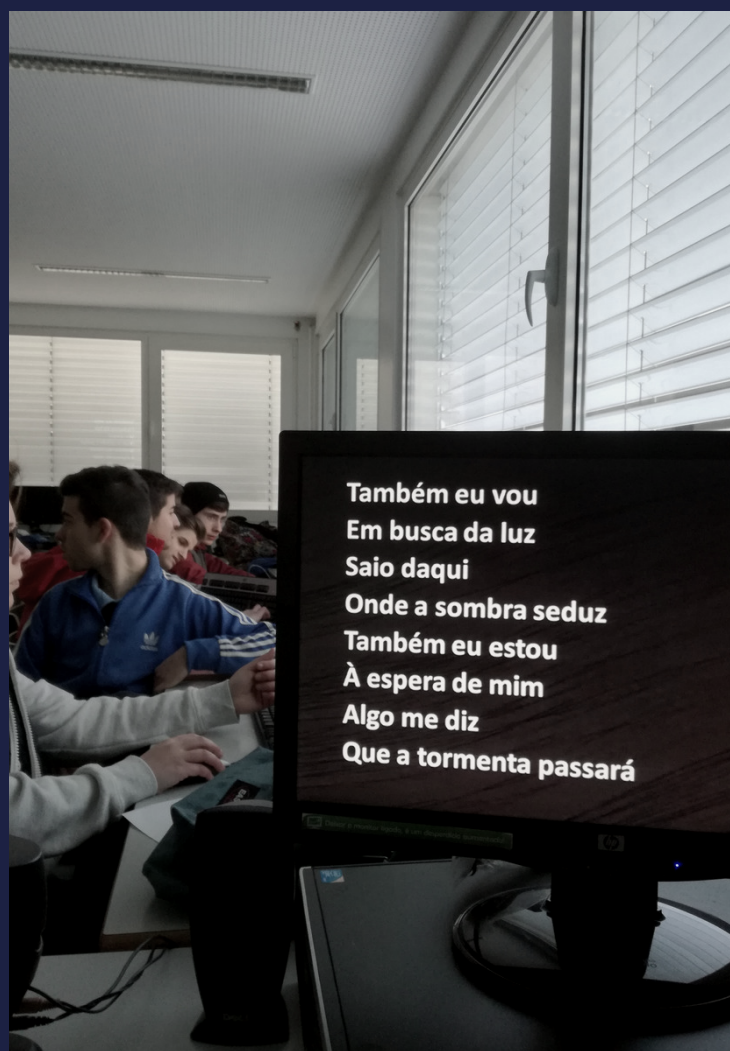 Também eu vou
Em busca da luz
Saio daqui
Onde a sombra seduz
Também eu estou
À espera de mim
Algo me diz
Que a tormenta passará